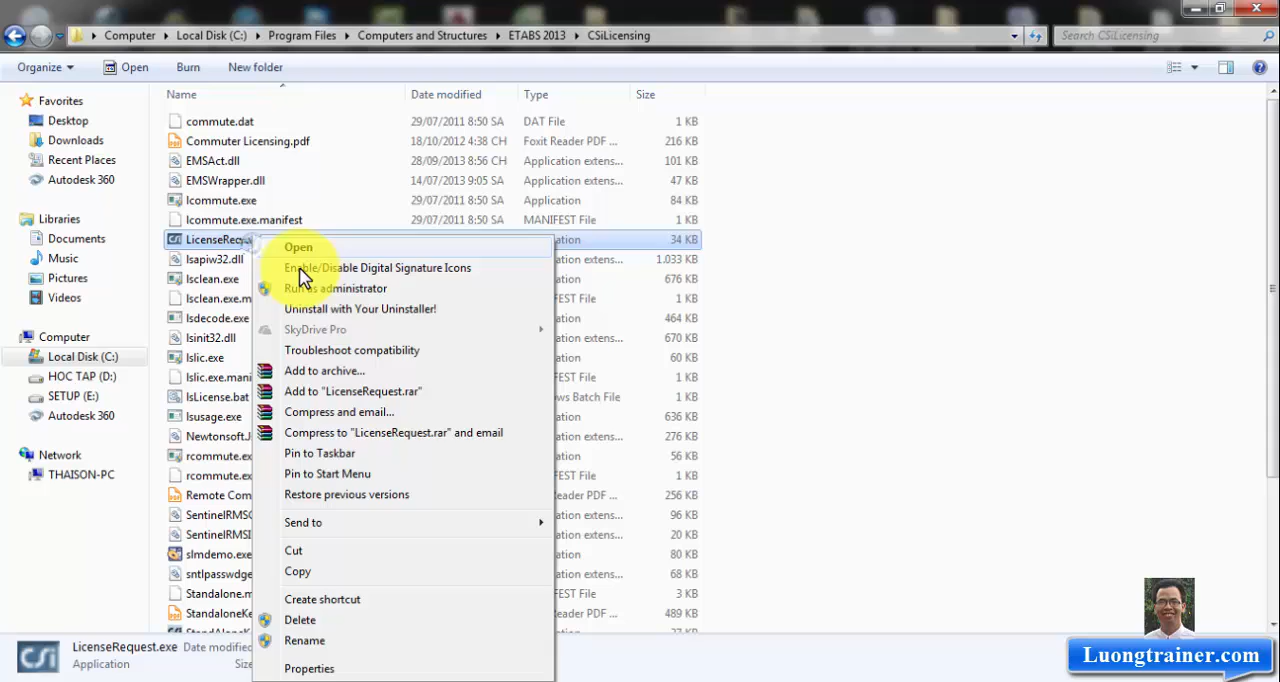 Computer ▸ Local Disk (C:) ▸ Program Files ▸ Computers and Structures ▸ ETABS 2013 ▸ CSiLicensing
Search CSiLicensing
Organize Open Burn New folder
Favorites
Desktop
Downloads
Recent Places
Autodesk 360
Libraries
Documents
Music
Pictures
Videos
Computer
Local Disk (C:)
HOC TAP (D:)
SETUP (E:)
Autodesk 360
Network
THAISON-PC
Name Date modified Type Size
commute.dat 29/07/2011 8:50 SA DAT File 1 KB
Commuter Licensing.pdf 18/10/2012 4:38 CH Foxit Reader PDF ... 216 KB
EMSAct.dll 28/09/2013 8:56 CH Application extens... 101 KB
EMSWrapper.dll 14/07/2013 9:05 SA Application extens... 47 KB
lcommute.exe 29/07/2011 8:50 SA Application 84 KB
lcommute.exe.manifest 29/07/2011 8:50 SA MANIFEST File 1 KB
LicenseRequ ation 34 KB
lsapiw32.dll ation extens... 1.033 KB
lsclean.exe ation 676 KB
lsclean.exe.m EST File 1 KB
lsdecode.exe ation 464 KB
lsinit32.dll ation extens... 670 KB
lslic.exe ation 60 KB
lslic.exe.mani EST File 1 KB
lsLicense.bat ows Batch File 1 KB
lsusage.exe ation 636 KB
Newtonsoft.J ation extens... 276 KB
rcommute.ex ation 56 KB
rcommute.ex EST File 1 KB
Remote Com Reader PDF ... 256 KB
SentinelRMSC ation extens... 96 KB
SentinelRMSI ation extens... 20 KB
slmdemo.exe ation 80 KB
sntlpasswdge ation extens... 68 KB
Standalone.m EST File 3 KB
StandaloneKe Reader PDF ... 489 KB
Open
Enable/Disable Digital Signature Icons
Run as administrator
Uninstall with Your Uninstaller!
SkyDrive Pro
Troubleshoot compatibility
Add to archive...
Add to "LicenseRequest.rar"
Compress and email...
Compress to "LicenseRequest.rar" and email
Pin to Taskbar
Pin to Start Menu
Restore previous versions
Send to
Cut
Copy
Create shortcut
Delete
Rename
Properties
CSi
LicenseRequest.exe Date modified
Application Size
Luongtrainer.com